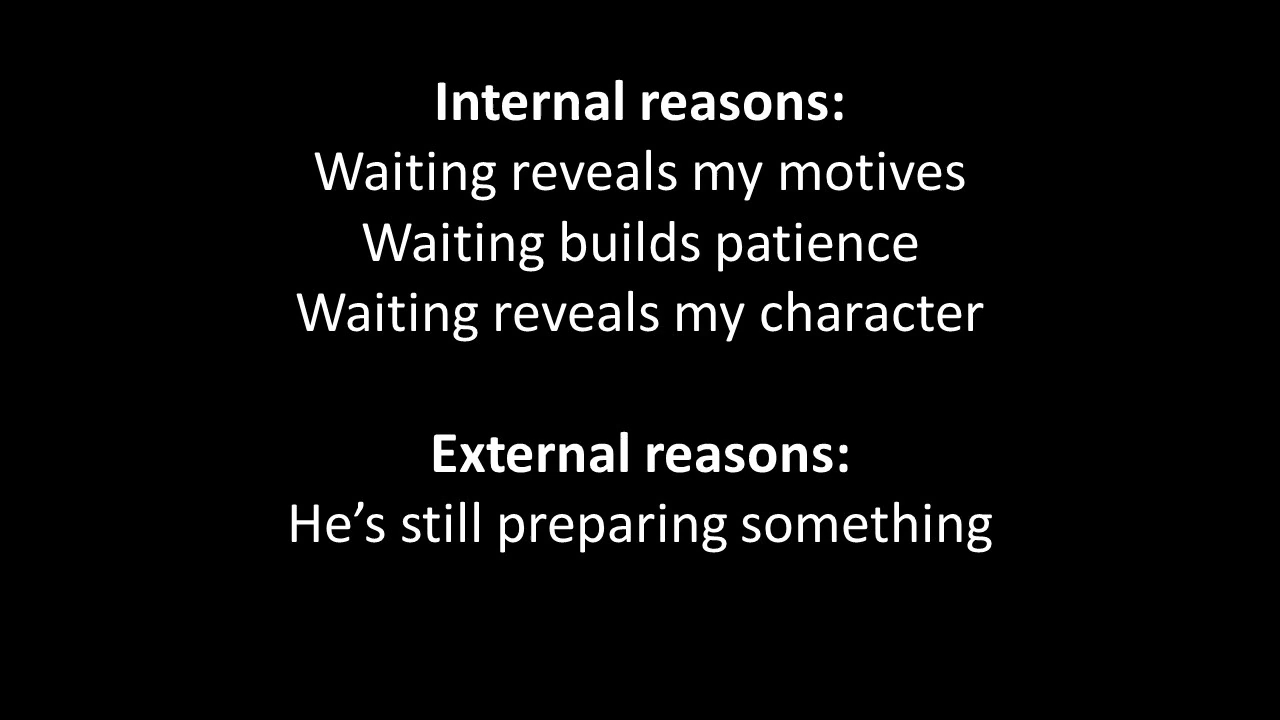 Internal reasons:
Waiting reveals my motives
Waiting builds patience
Waiting reveals my character
External reasons:
He’s still preparing something